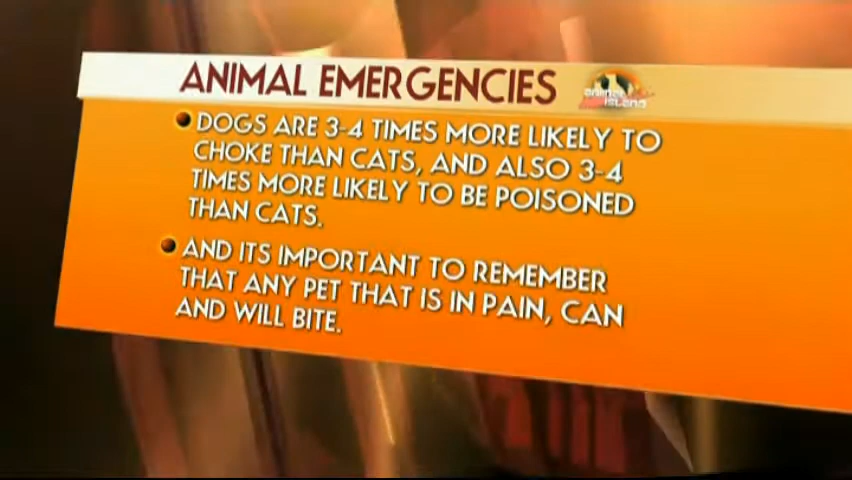 ANIMAL EMERGENCIES
ANIMAL
ISLAND
DOGS ARE 3-4 TIMES MORE LIKELY TO
CHOKE THAN CATS, AND ALSO 3-4
TIMES MORE LIKELY TO BE POISONED
THAN CATS.
AND ITS IMPORTANT TO REMEMBER
THAT ANY PET THAT IS IN PAIN, CAN
AND WILL BITE.